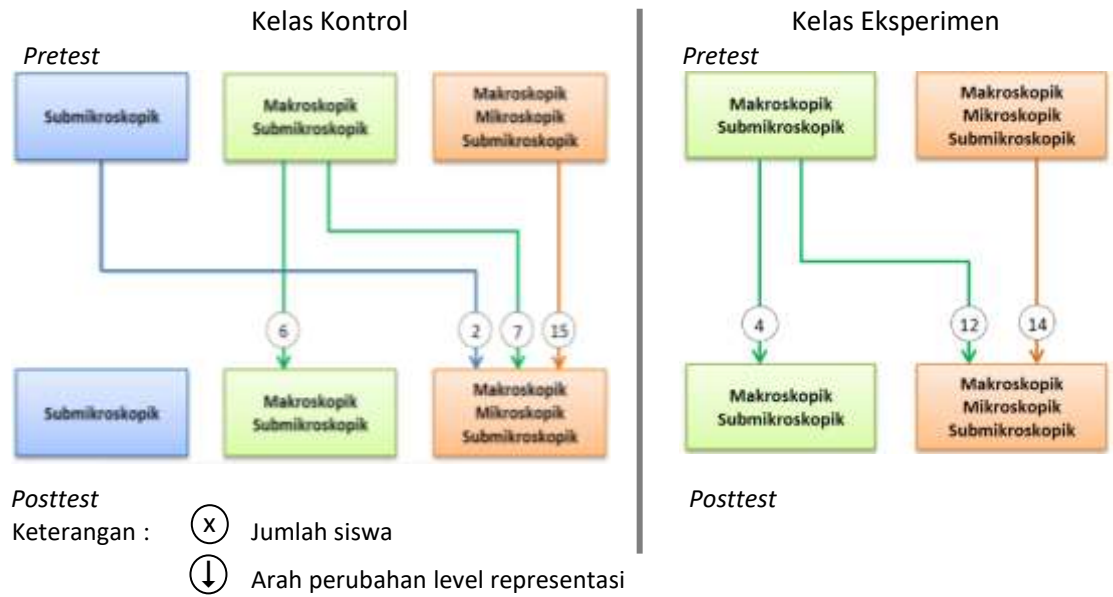 Kelas Kontrol
Kelas Eksperimen
Pretest
Pretest
Submikroskopik
Makroskopik
Submikroskopik
Makroskopik
Mikroskopik
Submikroskopik
Makroskopik
Submikroskopik
Makroskopik
Mikroskopik
Submikroskopik
6
2
7
15
4
12
14
Submikroskopik
Makroskopik
Submikroskopik
Makroskopik
Mikroskopik
Submikroskopik
Makroskopik
Submikroskopik
Makroskopik
Mikroskopik
Submikroskopik
Posttest
Posttest
Keterangan : x Jumlah siswa
Arah perubahan level representasi